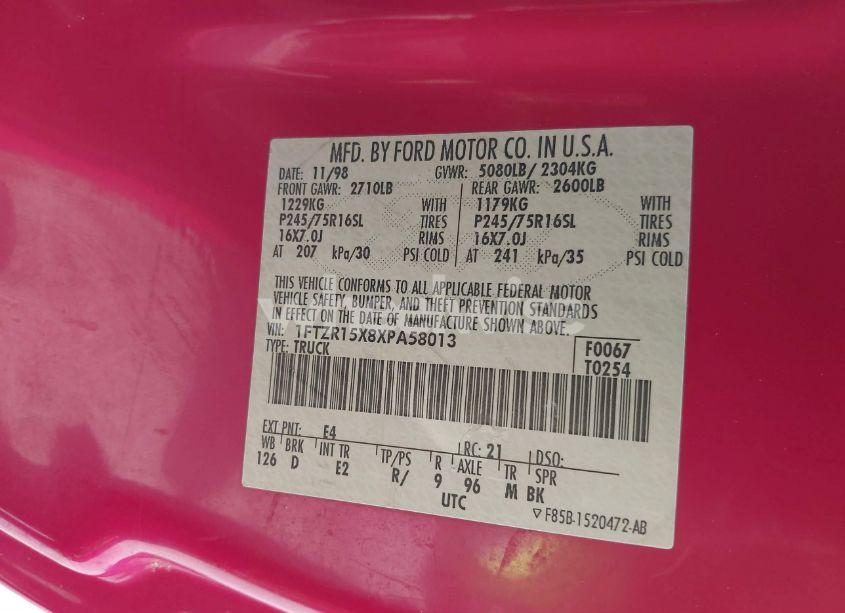 MFD. BY FORD MOTOR CO. IN U.S.A.
DATE: 11/98 GVWR: 5080LB/ 2304KG
FRONT GAWR: 2710LB REAR GAWR: 2600LB
1229KG WITH 1179KG WITH
P245/75R16SL TIRES P245/75R16SL TIRES
16X7.0J RIMS 16X7.0J RIMS
AT 207 kPa/30 PSI COLD AT 241 kPa/35 PSI COLD
THIS VEHICLE CONFORMS TO ALL APPLICABLE FEDERAL MOTOR
VEHICLE SAFETY, BUMPER, AND THEFT PREVENTION STANDARDS
IN EFFECT ON THE DATE OF MANUFACTURE SHOWN ABOVE.
VIN: 1FTZR15X8XPA58013 F0067
TYPE: TRUCK T0254
EXT PNT: E4 RC: 21 DSO:
WB BRK INT TR TP/PS R AXLE TR SPR
126 D E2 R/ 9 96 M BK
UTC
▽ F85B-1520472-AB